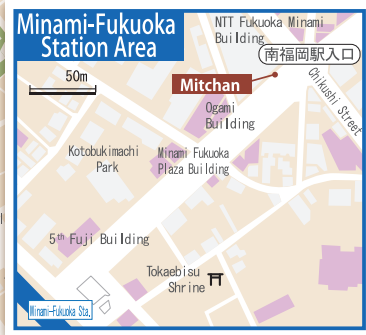 Minami-Fukuoka
Station Area
50m
NTT Fukuoka Minami
Building
南福岡駅入口
Chikushi Street
Mitchan
Ogami
Building
Kotobukimachi
Park
Minami Fukuoka
Plaza Building
5th Fuji Building
Tokaebisu
Shrine
Minami-Fukuoka Sta.